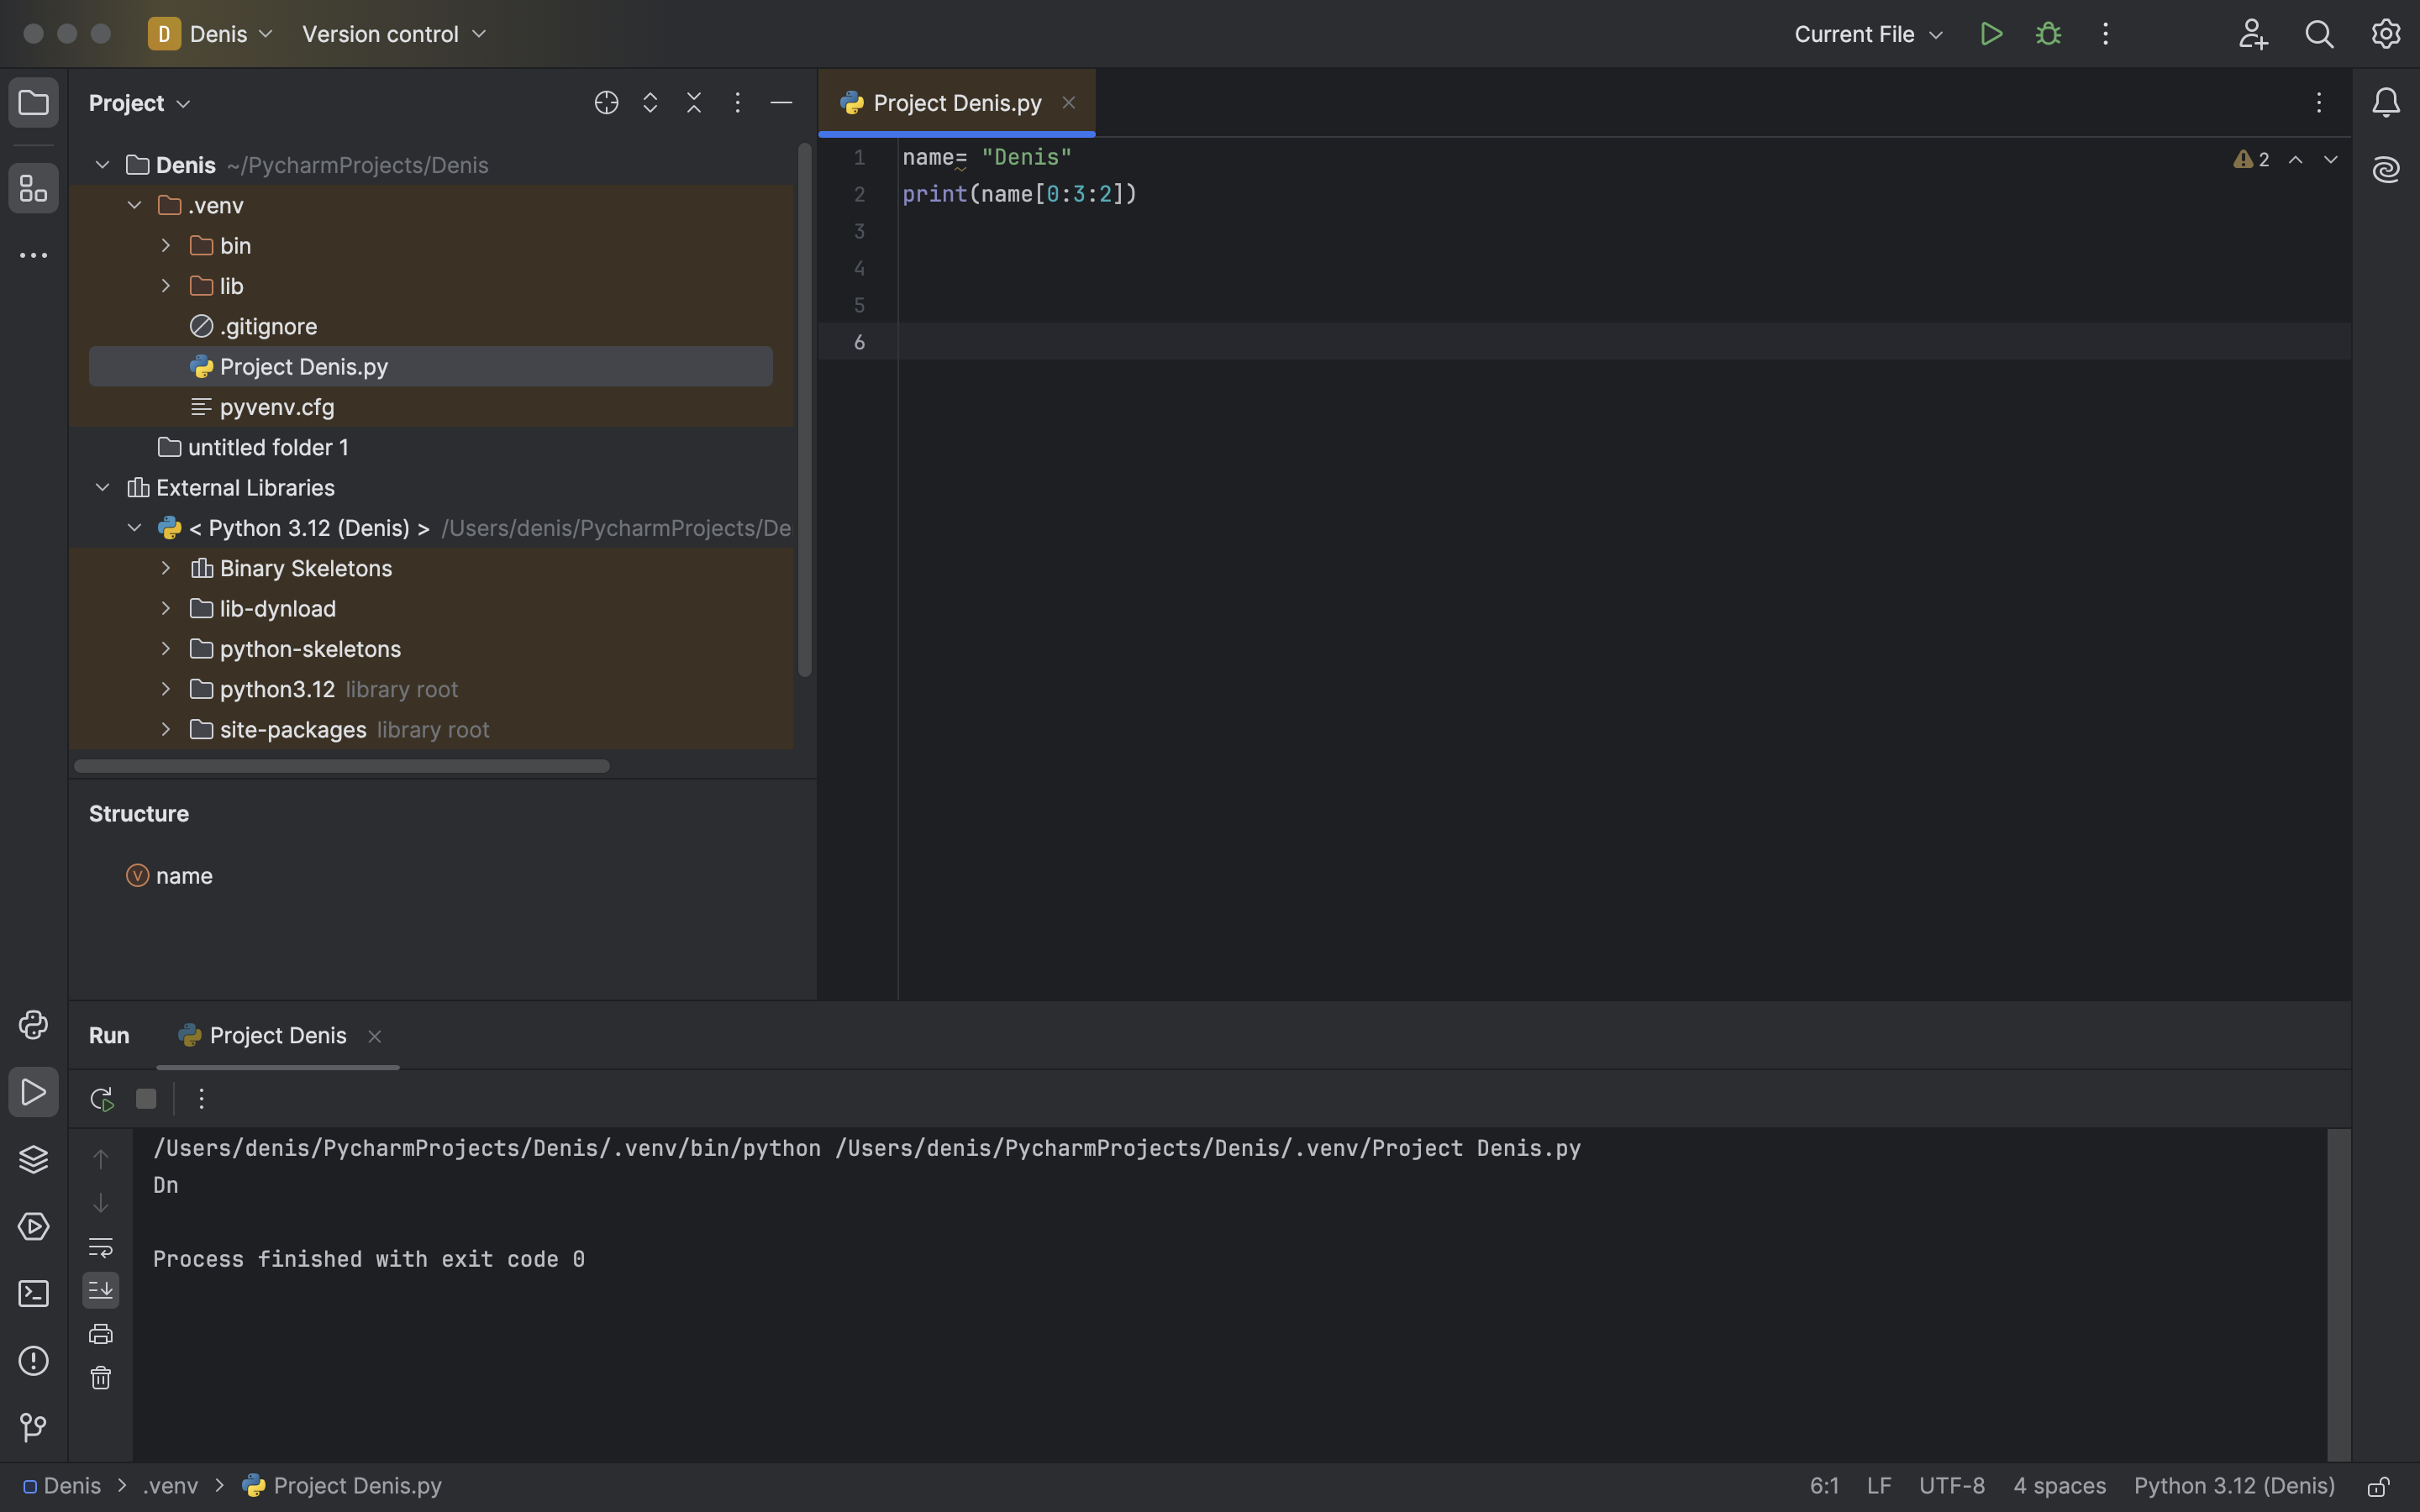 D Denis Version control Current File
Project
Project Denis.py
Denis ~/PycharmProjects/Denis
.venv
bin
lib
.gitignore
Project Denis.py
pyvenv.cfg
untitled folder 1
External Libraries
< Python 3.12 (Denis) > /Users/denis/PycharmProjects/De
Binary Skeletons
lib-dynload
python-skeletons
python3.12 library root
site-packages library root
Structure
V name
1 name= "Denis"
2 print(name[0:3:2])
3
4
5
6
2
Run Project Denis
/Users/denis/PycharmProjects/Denis/.venv/bin/python /Users/denis/PycharmProjects/Denis/.venv/Project Denis.py
Dn
Process finished with exit code 0
Denis > .venv > Project Denis.py 6:1 LF UTF-8 4 spaces Python 3.12 (Denis)